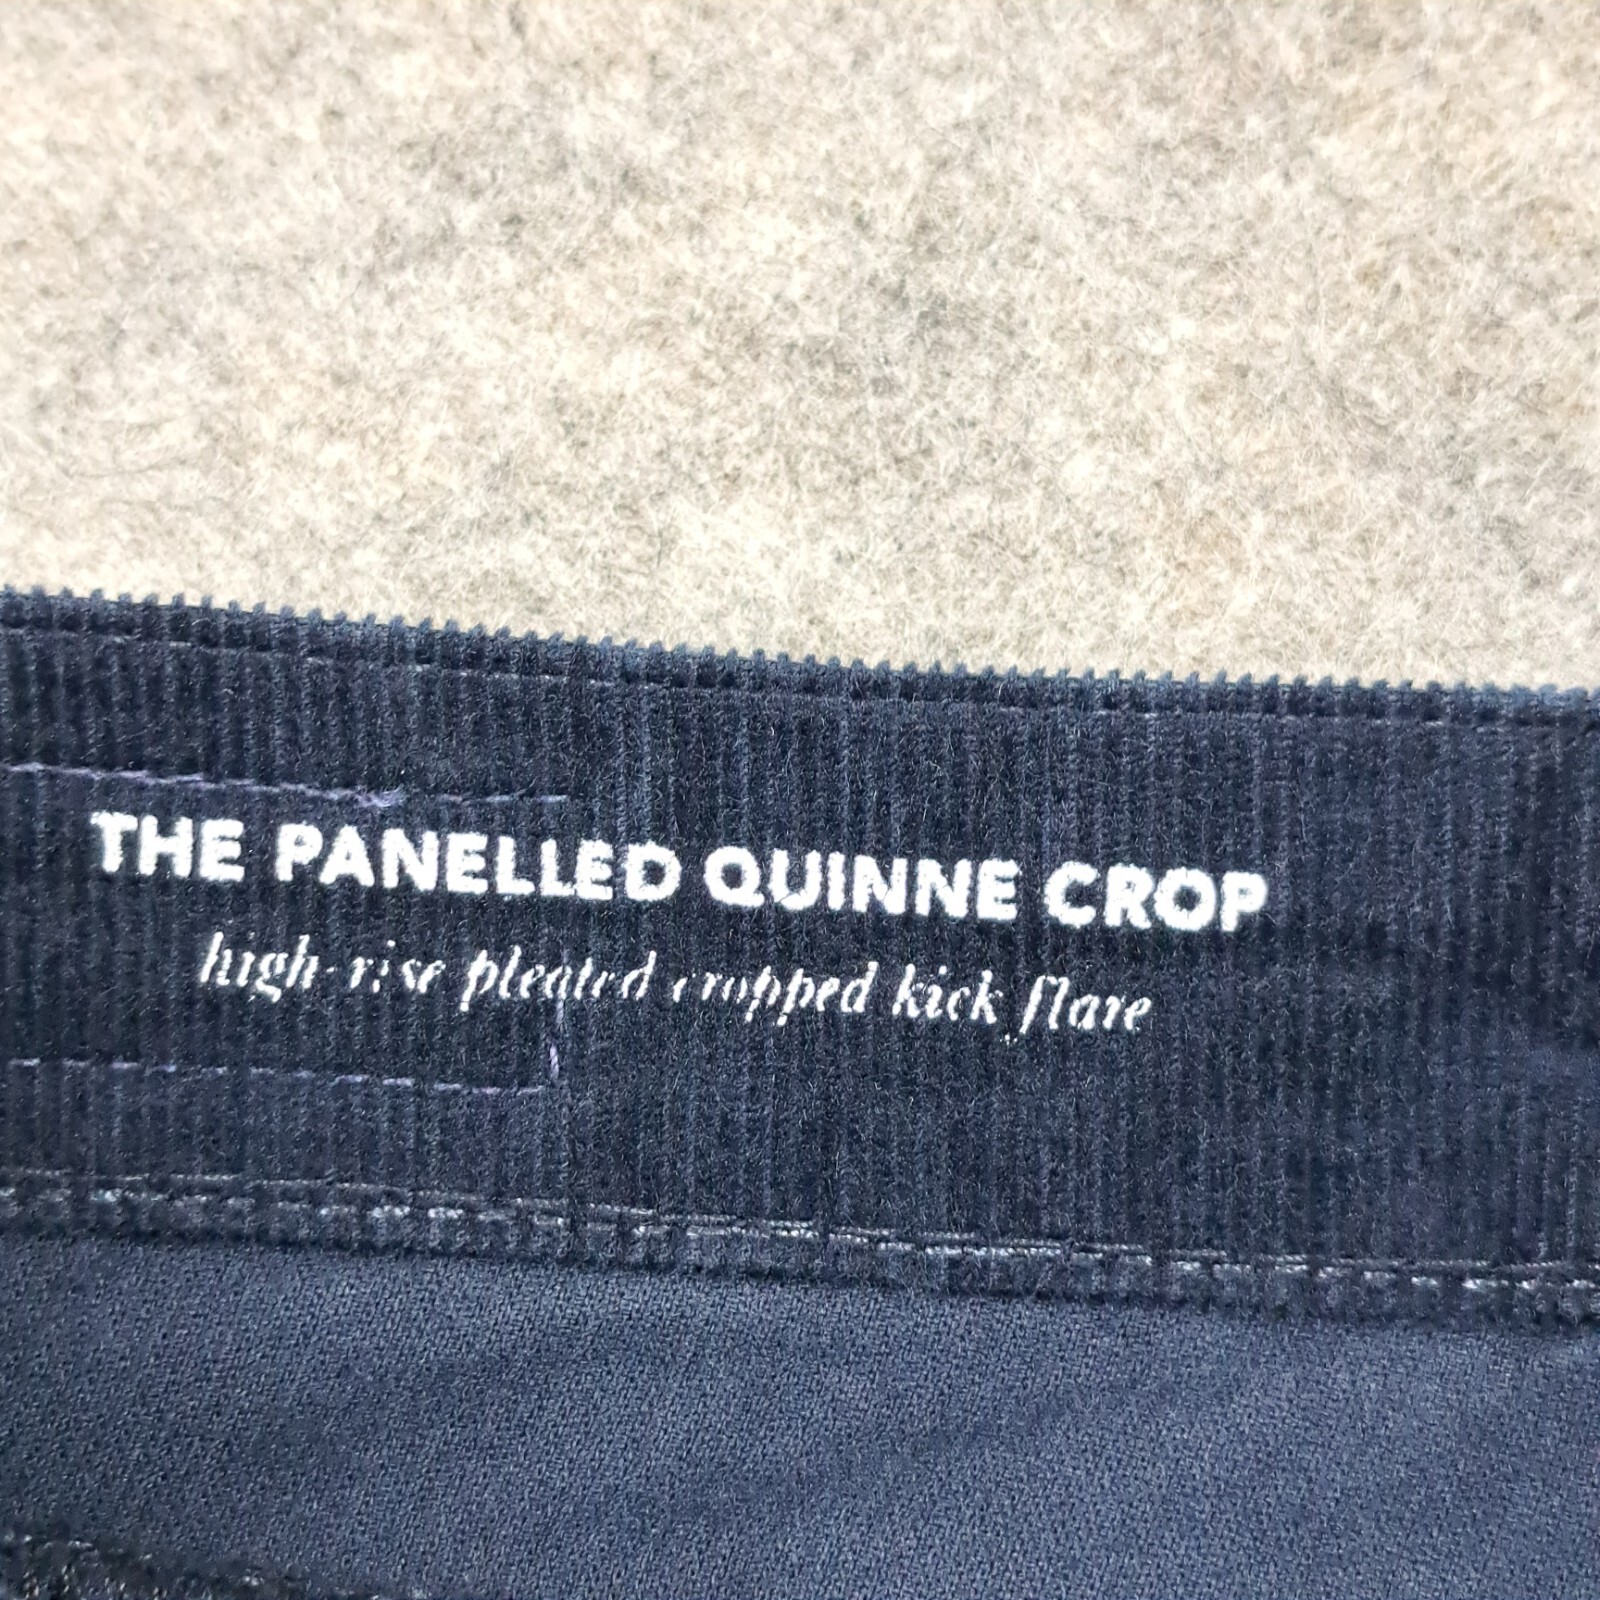 THE PANELLED QUINNE CROP
high-rise pleated cropped kick flare